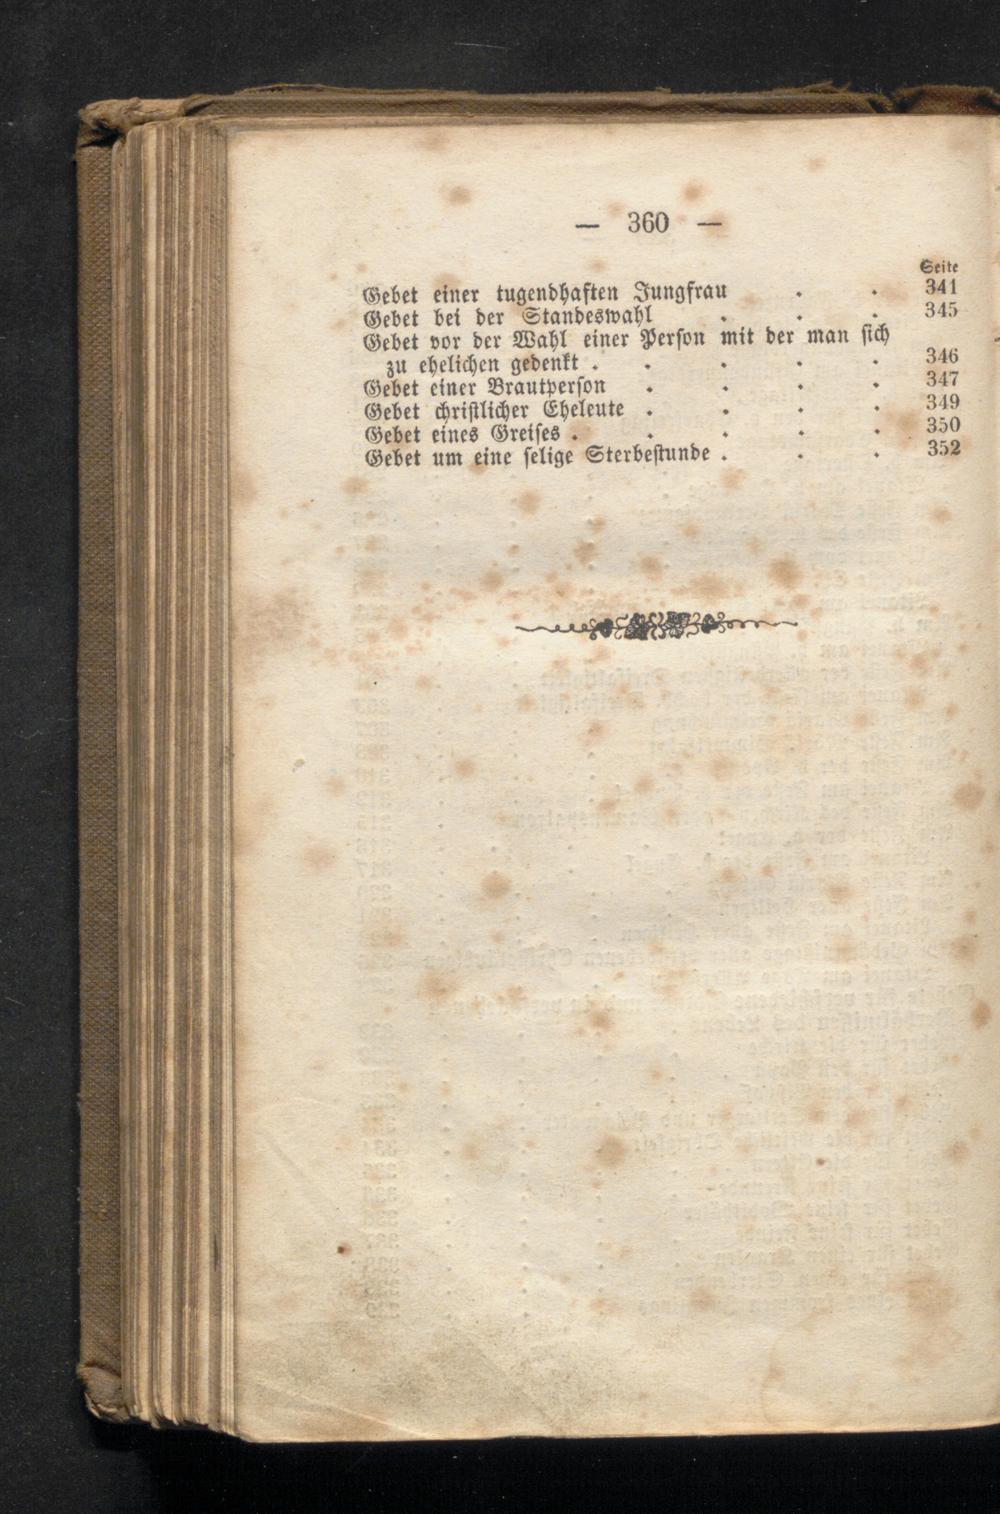 — 360 —
Seite
Gebet einer tugendhaften Jungfrau . . 341
Gebet bei der Standeswahl . . . 345
Gebet vor der Wahl einer Person mit der man sich
zu ehelichen gedenkt . . . . . 346
Gebet einer Brautperson . . . . 347
Gebet christlicher Eheleute . . . . 349
Gebet eines Greises . . . . . 350
Gebet um eine selige Sterbestunde . . . 352